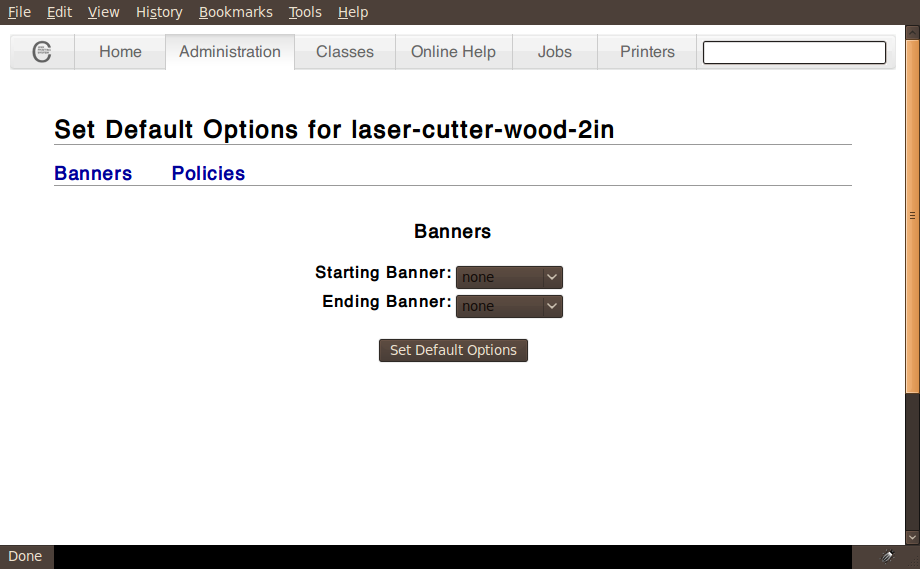 File Edit View History Bookmarks Tools Help
Home Administration Classes Online Help Jobs Printers
Set Default Options for laser-cutter-wood-2in
Banners Policies
Banners
Starting Banner: none
Ending Banner: none
Set Default Options
Done